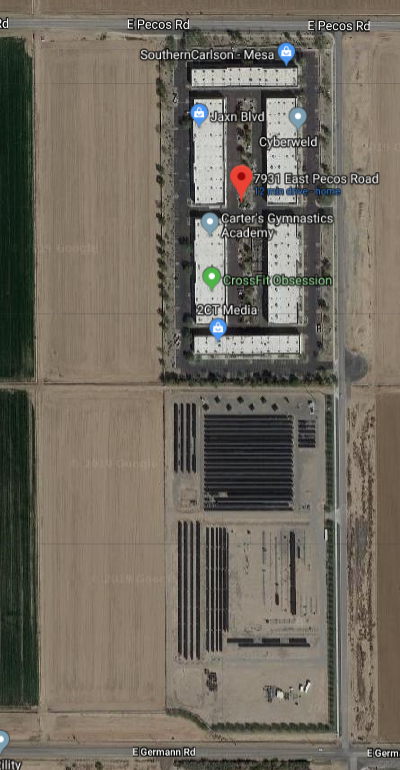 Rd
E Pecos Rd
E Pecos Rd
SouthernCarlson - Mesa
Jaxn Blvd
Cyberweld
7931 East Pecos Road
12 min drive - home
Carter's Gymnastics
Academy
CrossFit Obsession
2CT Media
E Germann Rd
E Germ
ility